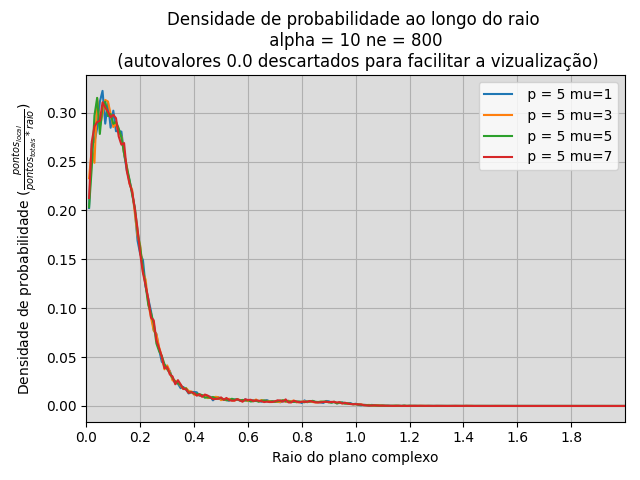 Densidade de probabilidade ao longo do raio
alpha = 10 ne = 800
(autovalores 0.0 descartados para facilitar a vizualização)
Densidade de probabilidade (pontos_local / pontos_totais * raio)
0.30
0.25
0.20
0.15
0.10
0.05
0.00
p = 5 mu=1
p = 5 mu=3
p = 5 mu=5
p = 5 mu=7
0.0 0.2 0.4 0.6 0.8 1.0 1.2 1.4 1.6 1.8
Raio do plano complexo